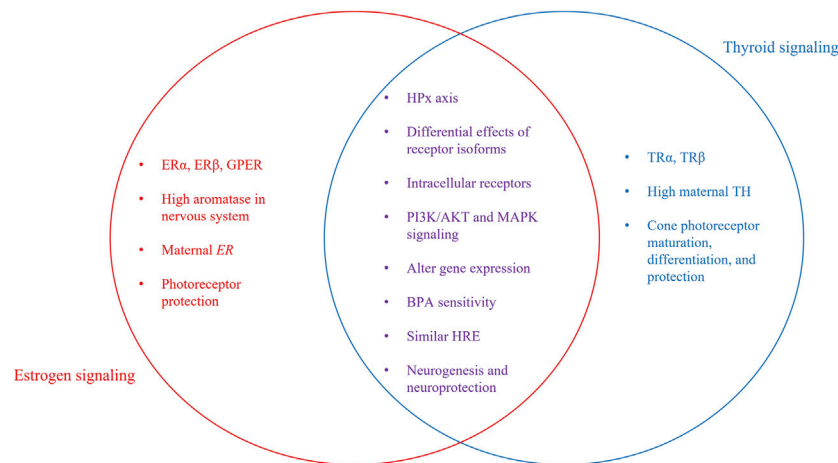 Thyroid signaling
• HPx axis
• Differential effects of
receptor isoforms
• Intracellular receptors
• PI3K/AKT and MAPK
signaling
• Alter gene expression
• BPA sensitivity
• Similar HRE
• Neurogenesis and
neuroprotection
• ERα, ERβ, GPER
• High aromatase in
nervous system
• Maternal ER
• Photoreceptor
protection
• TRα, TRβ
• High maternal TH
• Cone photoreceptor
maturation,
differentiation, and
protection
Estrogen signaling